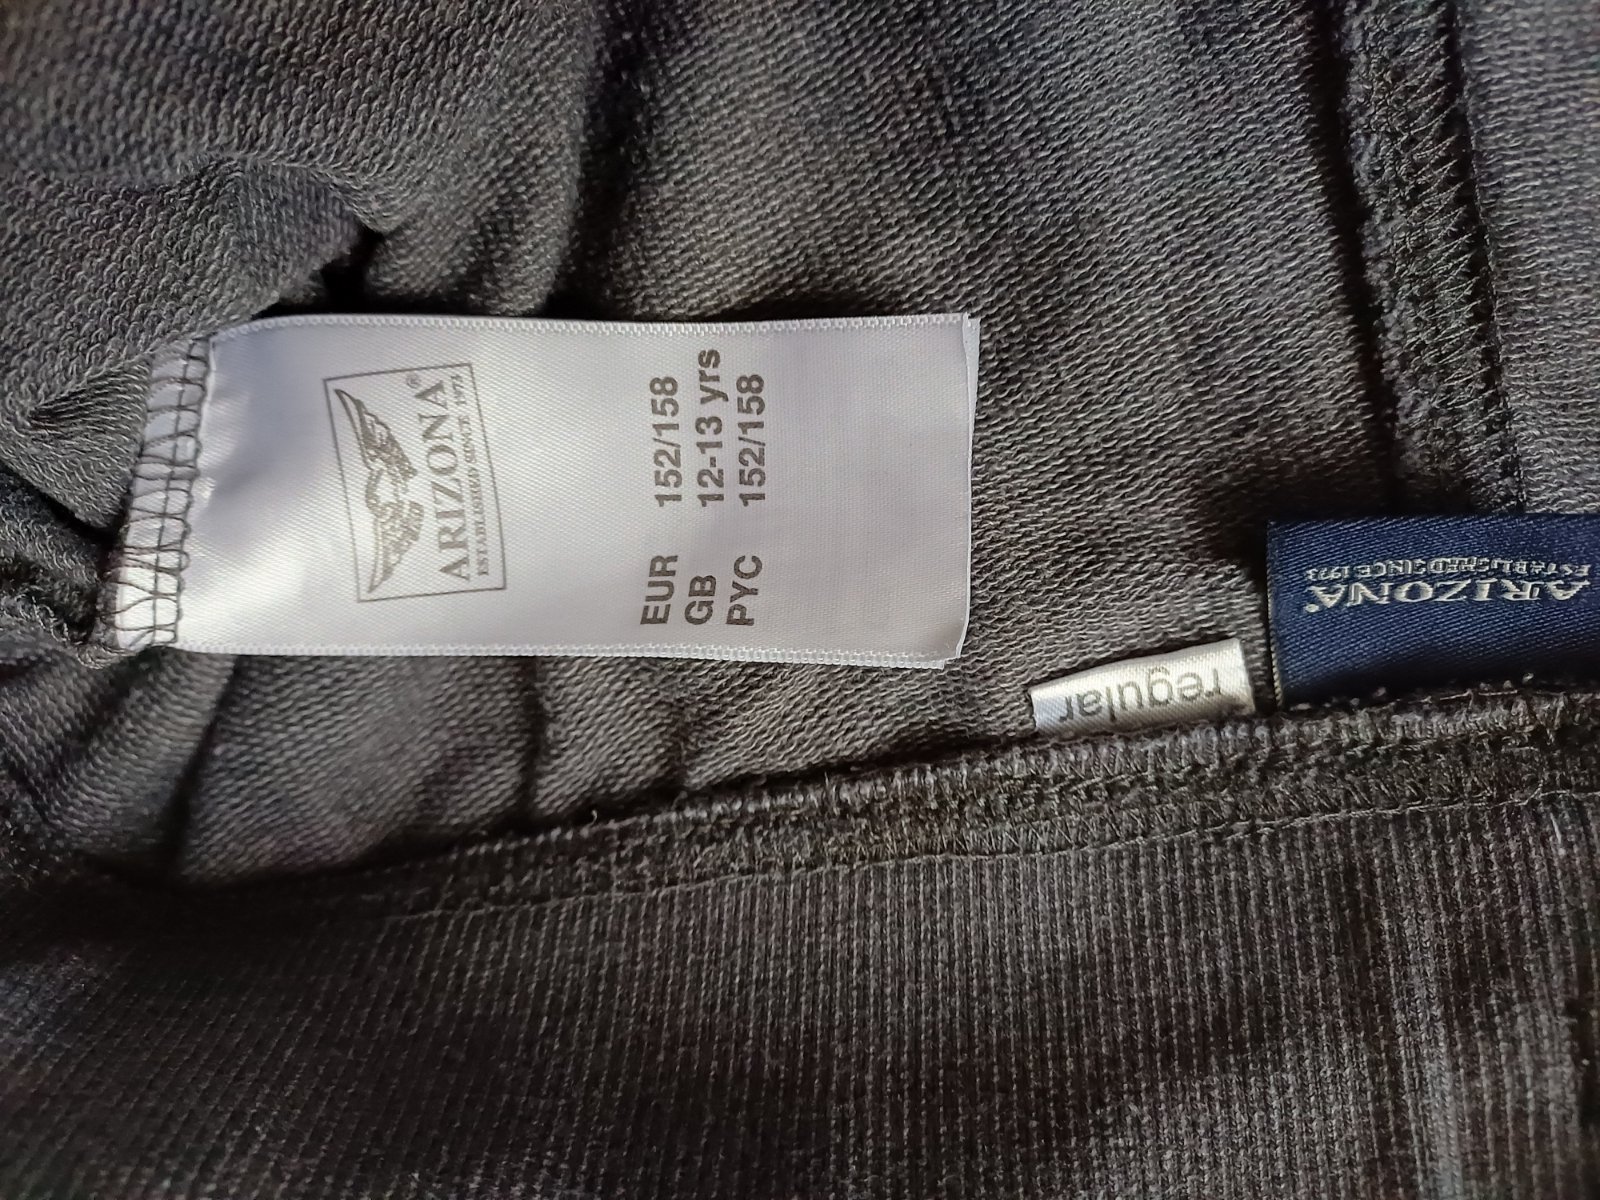 ARIZONA®
ESTABLISHED SINCE 1973
EUR 152/158
GB 12-13 yrs
PYC 152/158
regular
ARIZONA®
ESTABLISHED SINCE 1973